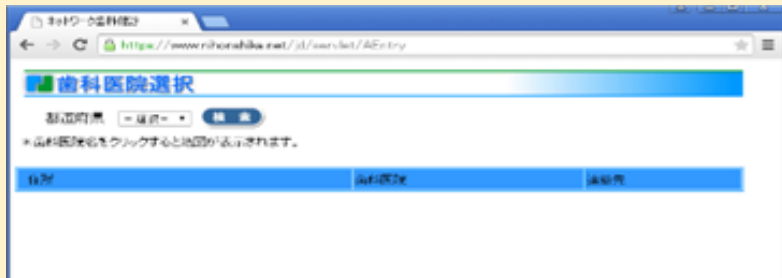 ネットワーク歯科健診
https://www.nihonshika.net/jd/servlet/AEntry
歯科医院選択
都道府県 -選択- 検 索
*歯科医院名をクリックすると地図が表示されます。
住所 歯科医院 連絡先